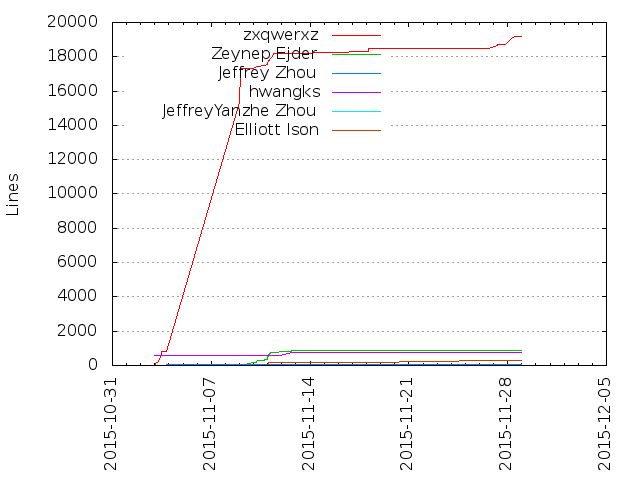 20000
18000
16000
14000
12000
10000
8000
6000
4000
2000
0
Lines
zxqwerxz
Zeynep Ejder
Jeffrey Zhou
hwangks
JeffreyYanzhe Zhou
Elliott Ison
2015-10-31
2015-11-07
2015-11-14
2015-11-21
2015-11-28
2015-12-05